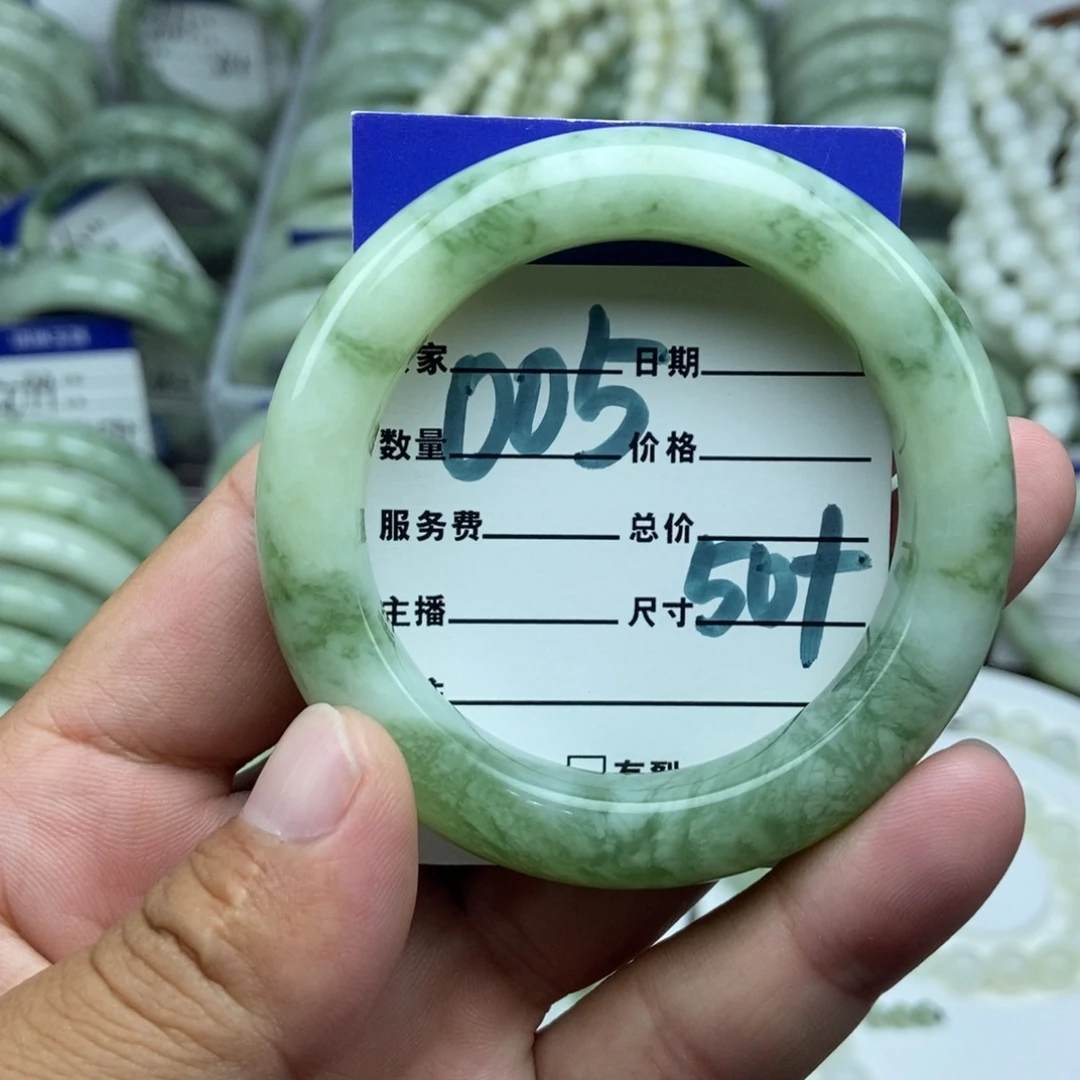 家 005 日期
数量 价格
服务费 总价
主播 尺寸 50+